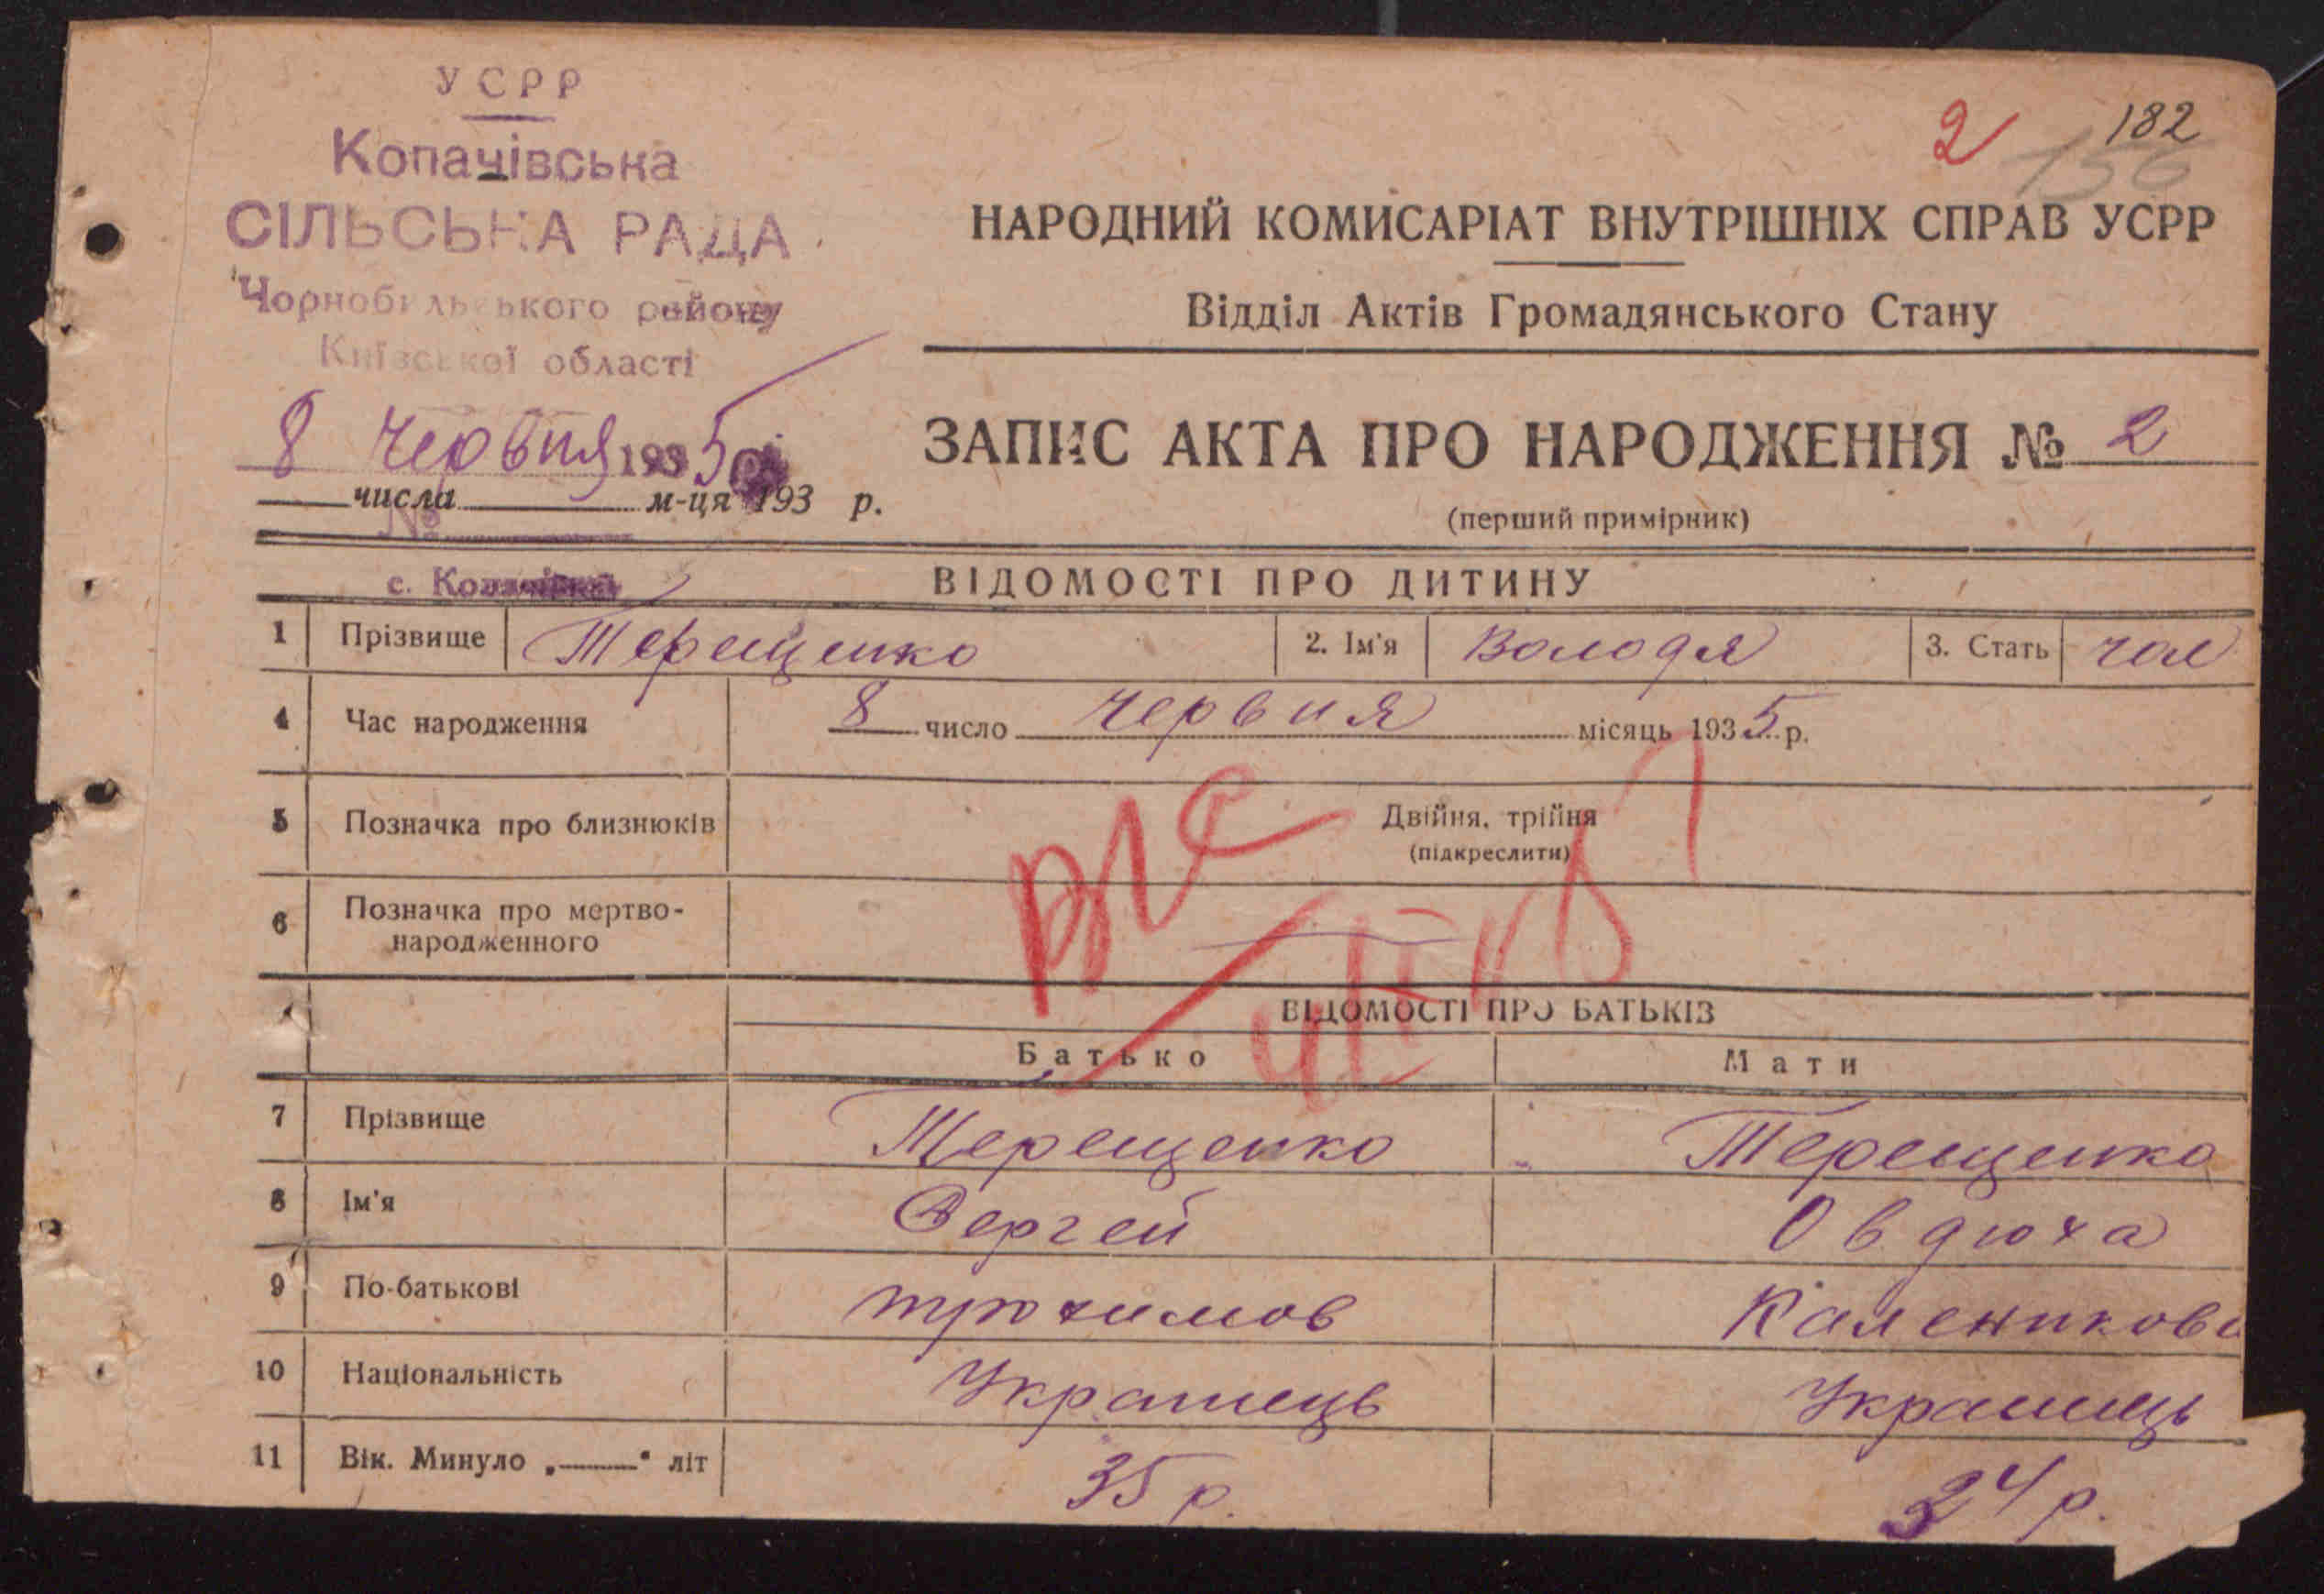 УСРР
Копачівська
СІЛЬСЬКА РАДА
Чорнобильського району
Київської області
8 Червня 1935
числа м-ця 193 р.
№
с.
2 182
156
НАРОДНИЙ КОМИСАРІАТ ВНУТРІШНІХ СПРАВ УСРР
Відділ Актів Громадянського Стану
ЗАПИС АКТА ПРО НАРОДЖЕННЯ № 2
(перший примірник)
ВІДОМОСТІ ПРО ДИТИНУ
1 Прізвище Терещенко 2. Ім'я Володя 3. Стать чол
4 Час народження 8 число червня місяць 1935 р.
5 Позначка про близнюків Двійня, трійня
(підкреслити)
6 Позначка про мертво-
народженного
ВІДОМОСТІ ПРО БАТЬКІВ
Батько Мати
7 Прізвище Терещенко Терещенко
8 Ім'я Сергей Овдюха
9 По-батькові трохимов Каленикова
10 Національність Украинець Украинець
11 Вік. Минуло „——" літ 35 р. 34 р.